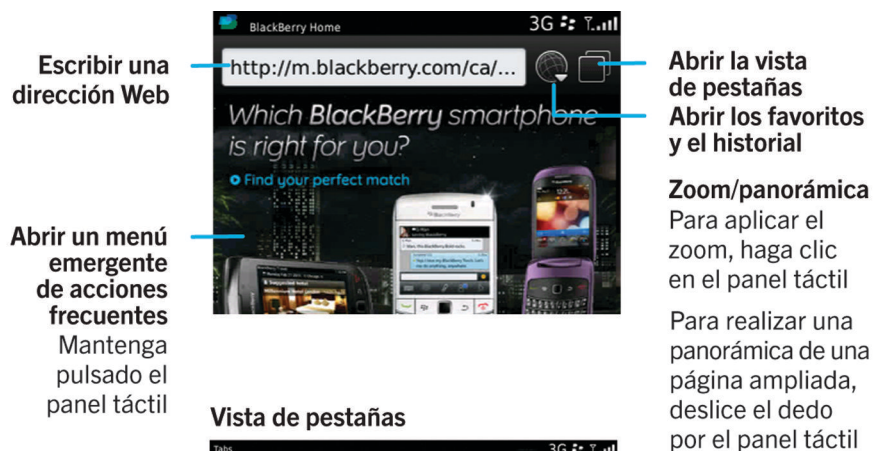 BlackBerry Home
3G
http://m.blackberry.com/ca/...
Which BlackBerry smartphone
is right for you?
Find your perfect match
Escribir una
dirección Web
Abrir un menú
emergente
de acciones
frecuentes
Mantenga
pulsado el
panel táctil
Abrir la vista
de pestañas
Abrir los favoritos
y el historial
Zoom/panorámica
Para aplicar el
zoom, haga clic
en el panel táctil
Para realizar una
panorámica de una
página ampliada,
deslice el dedo
por el panel táctil
Vista de pestañas
Tabs
3G